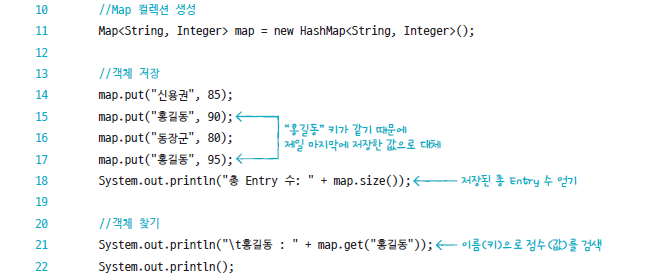 10 //Map 컬렉션 생성
11 Map<String, Integer> map = new HashMap<String, Integer>();
12
13 //객체 저장
14 map.put("신용권", 85);
15 map.put("홍길동", 90);
"홍길동" 키가 같기 때문에
16 map.put("동장군", 80);
제일 마지막에 저장한 값으로 대체
17 map.put("홍길동", 95);
18 System.out.println("총 Entry 수: " + map.size()); 저장된 총 Entry 수 얻기
19
20 //객체 찾기
21 System.out.println("\t홍길동 : " + map.get("홍길동")); 이름(키)으로 점수(값)를 검색
22 System.out.println();